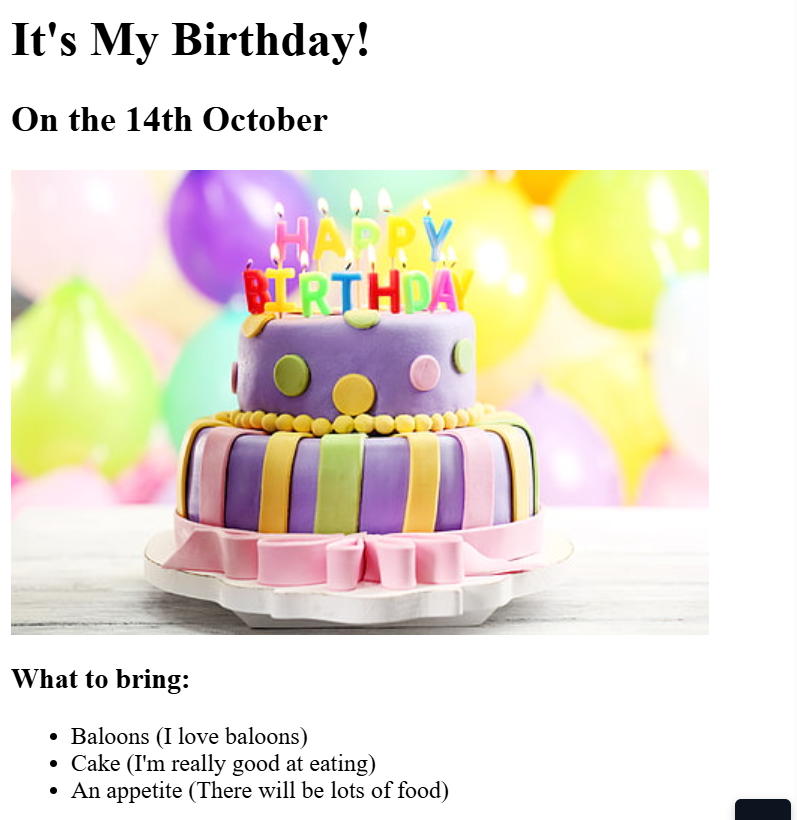 It's My Birthday!
On the 14th October
HAPPY
BIRTHDAY
What to bring:
Baloons (I love baloons)
Cake (I'm really good at eating)
An appetite (There will be lots of food)